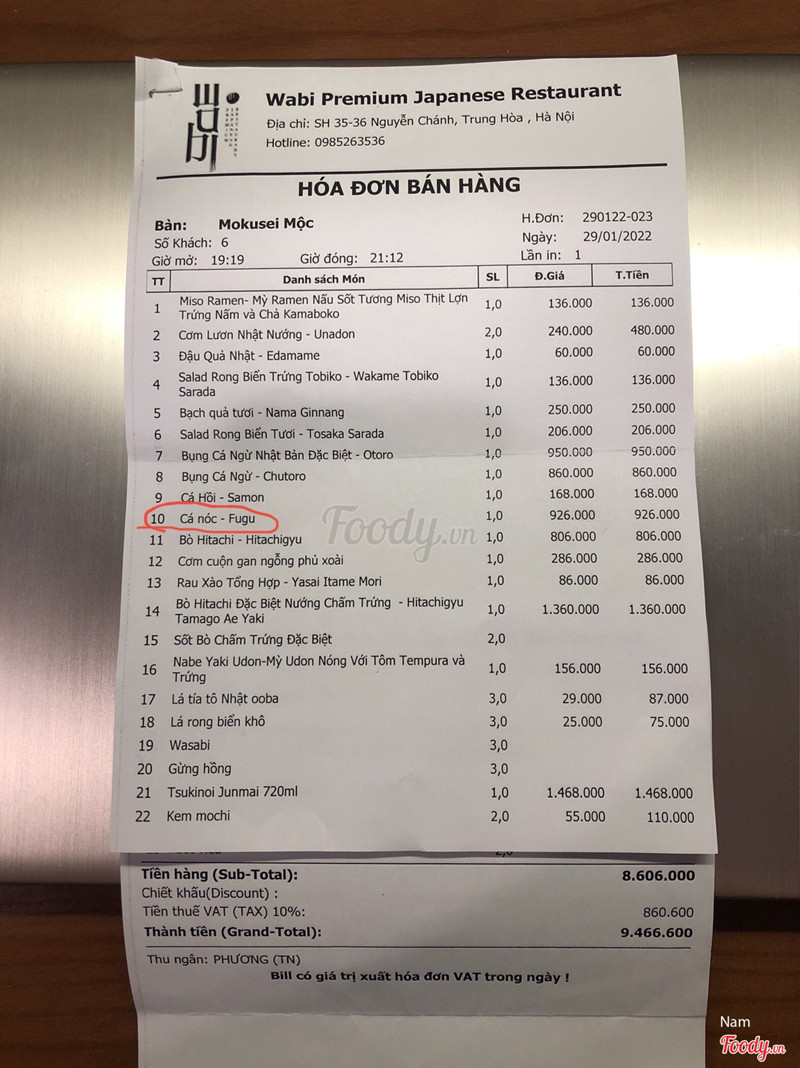 wabi
Wabi Premium Japanese Restaurant
Địa chỉ: SH 35-36 Nguyễn Chánh, Trung Hòa , Hà Nội
Hotline: 0985263536
HÓA ĐƠN BÁN HÀNG
Bàn: Mokusei Mộc H.Đơn: 290122-023
Số Khách: 6 Ngày: 29/01/2022
Giờ mở: 19:19 Giờ đóng: 21:12 Lần in: 1
TT Danh sách Món SL Đ.Giá T.Tiền
1 Miso Ramen- Mỳ Ramen Nấu Sốt Tương Miso Thịt Lợn 1,0 136.000 136.000
Trứng Nấm và Chả Kamaboko
2 Cơm Lươn Nhật Nướng - Unadon 2,0 240.000 480.000
3 Đậu Quả Nhật - Edamame 1,0 60.000 60.000
4 Salad Rong Biển Trứng Tobiko - Wakame Tobiko 1,0 136.000 136.000
Sarada
5 Bạch quả tươi - Nama Ginnang 1,0 250.000 250.000
6 Salad Rong Biển Tươi - Tosaka Sarada 1,0 206.000 206.000
7 Bụng Cá Ngừ Nhật Bản Đặc Biệt - Otoro 1,0 950.000 950.000
8 Bụng Cá Ngừ - Chutoro 1,0 860.000 860.000
9 Cá Hồi - Samon 1,0 168.000 168.000
10 Cá nóc - Fugu 1,0 926.000 926.000
11 Bò Hitachi - Hitachigyu 1,0 806.000 806.000
12 Cơm cuộn gan ngỗng phủ xoài 1,0 286.000 286.000
13 Rau Xào Tổng Hợp - Yasai Itame Mori 1,0 86.000 86.000
14 Bò Hitachi Đặc Biệt Nướng Chấm Trứng - Hitachigyu 1,0 1.360.000 1.360.000
Tamago Ae Yaki
15 Sốt Bò Chấm Trứng Đặc Biệt 2,0
16 Nabe Yaki Udon-Mỳ Udon Nóng Với Tôm Tempura và 1,0 156.000 156.000
Trứng
17 Lá tía tô Nhật ooba 3,0 29.000 87.000
18 Lá rong biển khô 3,0 25.000 75.000
19 Wasabi 3,0
20 Gừng hồng 3,0
21 Tsukinoi Junmai 720ml 1,0 1.468.000 1.468.000
22 Kem mochi 2,0 55.000 110.000
Tiền hàng (Sub-Total): 8.606.000
Chiết khấu(Discount) :
Tiền thuế VAT (TAX) 10%: 860.600
Thành tiền (Grand-Total): 9.466.600
Thu ngân: PHƯƠNG (TN)
Bill có giá trị xuất hóa đơn VAT trong ngày !
Foody.vn
Nam
Foody.vn